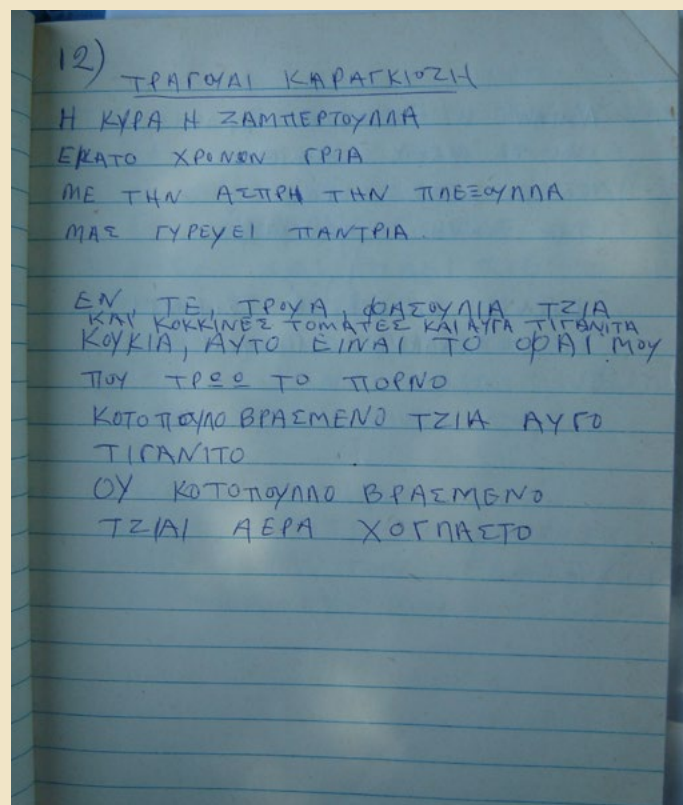 12) ΤΡΑΓΟΥΔΙ ΚΑΡΑΓΚΙΟΖΗ
Η ΚΥΡΑ Η ΖΑΜΠΕΡΤΟΥΛΛΑ
ΕΚΑΤΟ ΧΡΟΝΩΝ ΓΡΙΑ
ΜΕ ΤΗΝ ΑΣΠΡΗ ΤΗΝ ΠΛΕΞΟΥΛΛΑ
ΜΑΣ ΓΥΡΕΥΕΙ ΠΑΝΤΡΙΑ.
ΕΝ, ΤΕ, ΤΡΟΥΑ, ΦΑΣΟΥΛΙΑ ΤΖΙΑ
ΚΑΙ ΚΟΚΚΙΝΕΣ ΤΟΜΑΤΕΣ ΚΑΙ ΑΥΓΑ ΤΙΓΑΝΙΤΑ
ΚΟΥΚΙΑ, ΑΥΤΟ ΕΙΝΑΙ ΤΟ ΦΑΙ ΜΟΥ
ΠΟΥ ΤΡΩΩ ΤΟ ΠΟΡΝΟ
ΚΟΤΟΠΟΥΛΟ ΒΡΑΣΜΕΝΟ ΤΖΙΑ ΑΥΓΟ
ΤΙΓΑΝΙΤΟ
ΟΥ ΚΟΤΟΠΟΥΛΛΟ ΒΡΑΣΜΕΝΟ
ΤΖΙΑΙ ΑΕΡΑ ΧΟΓΛΑΣΤΟ